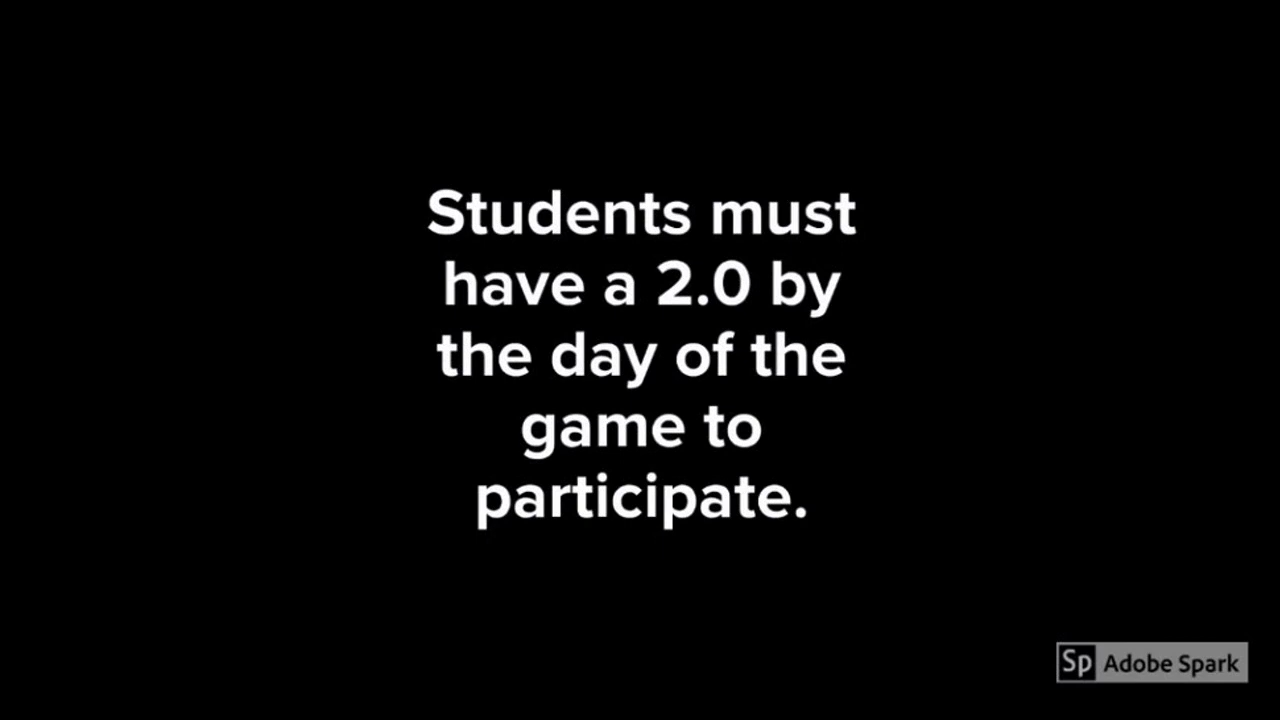 Students must
have a 2.0 by
the day of the
game to
participate.
Sp Adobe Spark